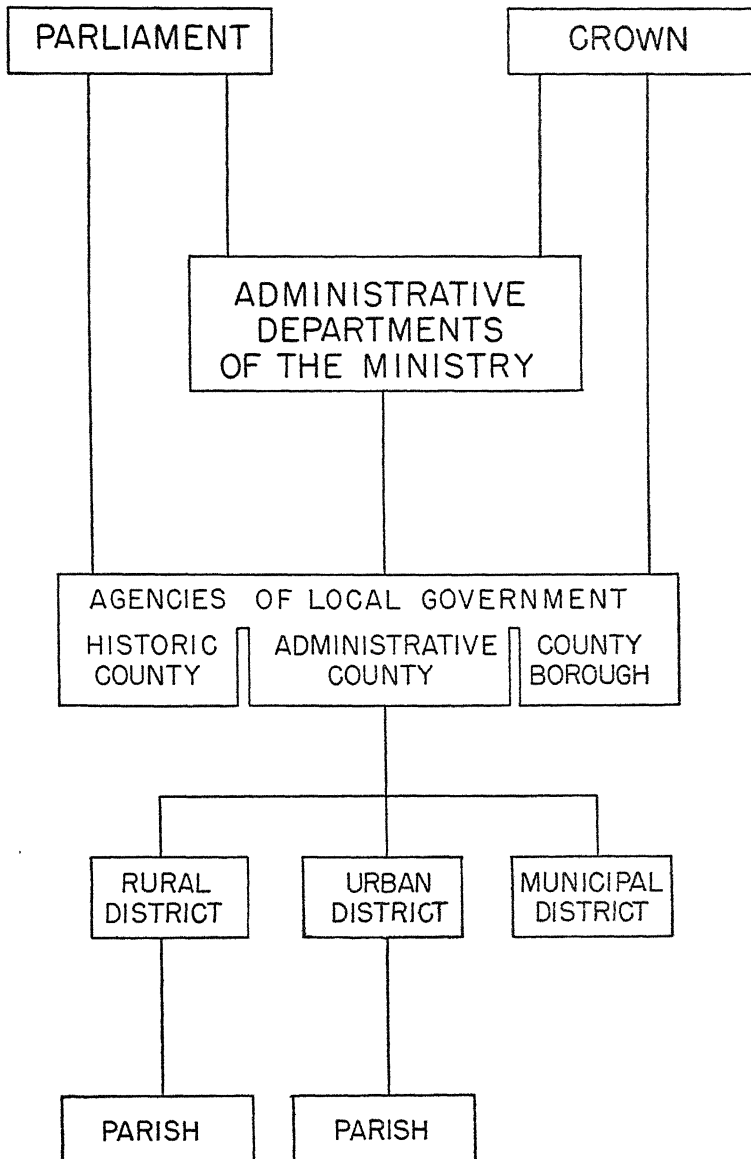 PARLIAMENT
CROWN
ADMINISTRATIVE
DEPARTMENTS
OF THE MINISTRY
AGENCIES OF LOCAL GOVERNMENT
HISTORIC
COUNTY
ADMINISTRATIVE
COUNTY
COUNTY
BOROUGH
RURAL
DISTRICT
URBAN
DISTRICT
MUNICIPAL
DISTRICT
PARISH
PARISH